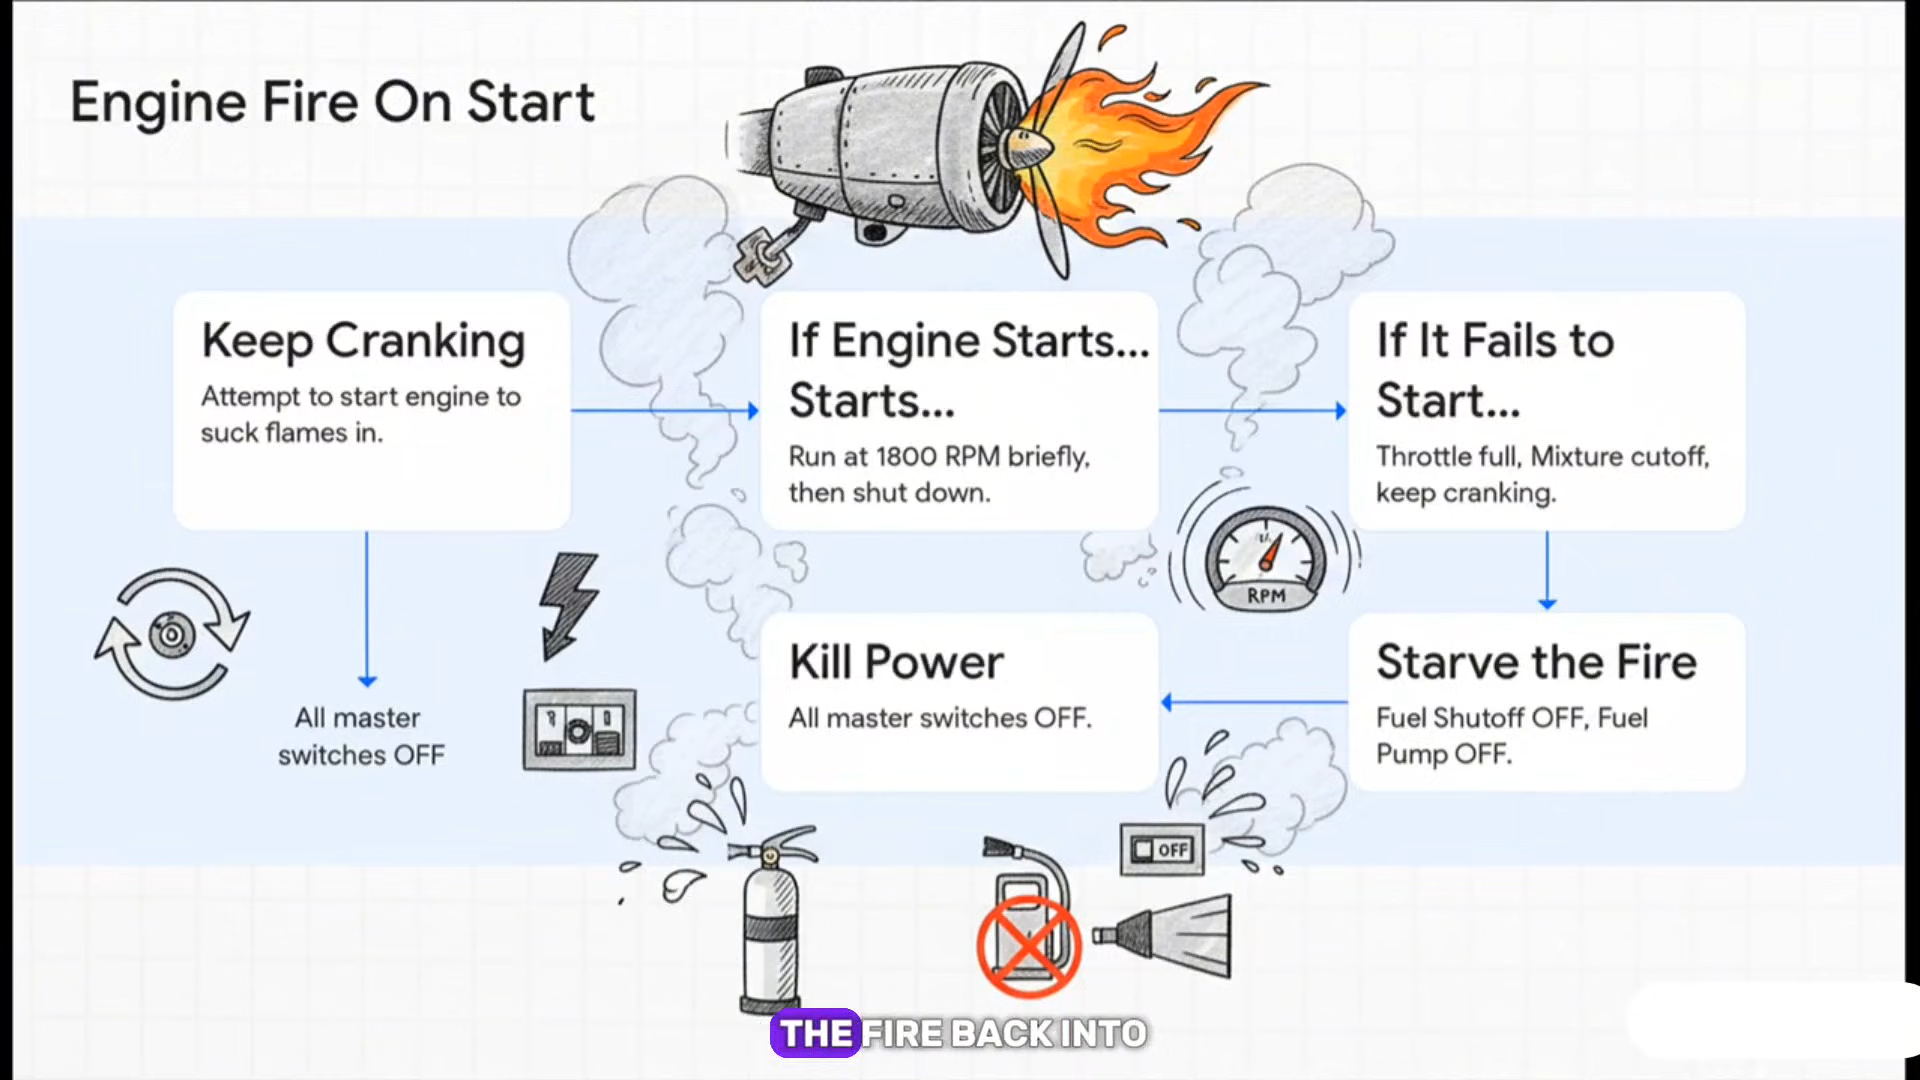 Engine Fire On Start
Keep Cranking
Attempt to start engine to
suck flames in.
If Engine Starts...
Starts...
Run at 1800 RPM briefly,
then shut down.
If It Fails to
Start...
Throttle full, Mixture cutoff,
keep cranking.
RPM
All master
switches OFF
Kill Power
All master switches OFF.
Starve the Fire
Fuel Shutoff OFF, Fuel
Pump OFF.
OFF
THE FIRE BACK INTO